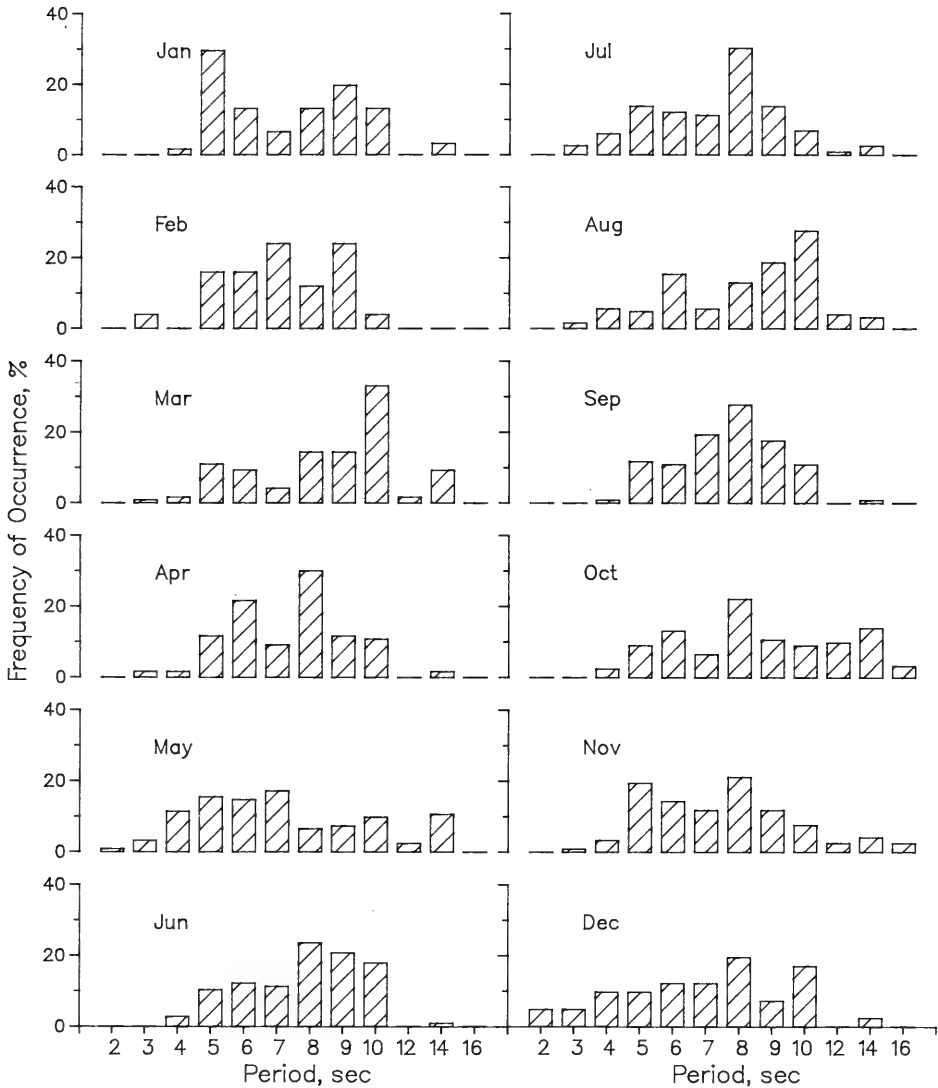 40
20
0
Jan
Jul
40
20
0
Feb
Aug
40
20
0
Mar
Sep
40
20
0
Apr
Oct
40
20
0
May
Nov
40
20
0
Jun
Dec
2 3 4 5 6 7 8 9 10 12 14 16
2 3 4 5 6 7 8 9 10 12 14 16
Period, sec
Period, sec
Frequency of Occurrence, %